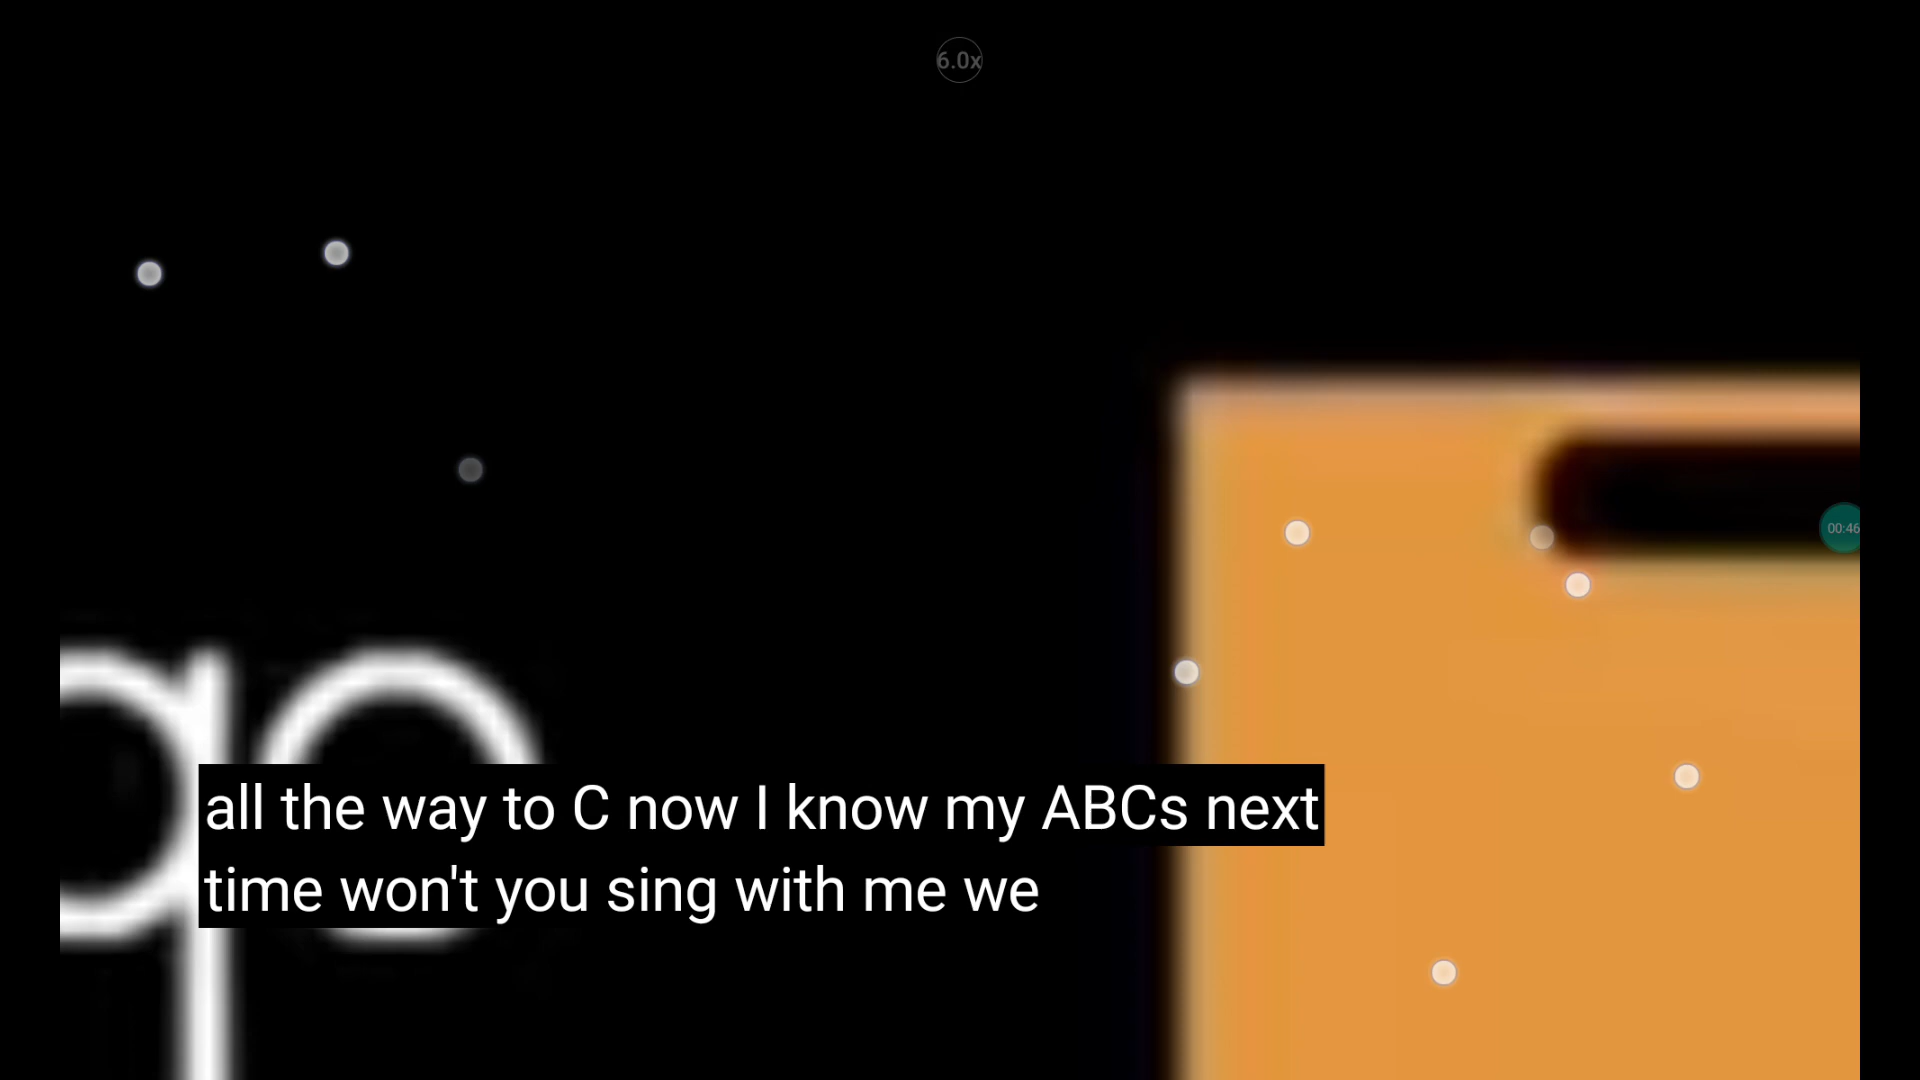 6.0x
00:46
qe
all the way to C now I know my ABCs next
time won't you sing with me we